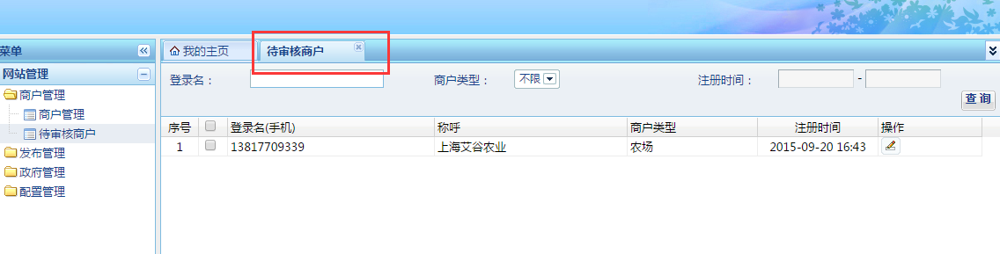 菜单
网站管理
商户管理
商户管理
待审核商户
发布管理
政府管理
配置管理
我的主页 待审核商户
登录名： 商户类型： 不限 注册时间： -
查 询
序号 登录名(手机) 称呼 商户类型 注册时间 操作
1 13817709339 上海艾谷农业 农场 2015-09-20 16:43